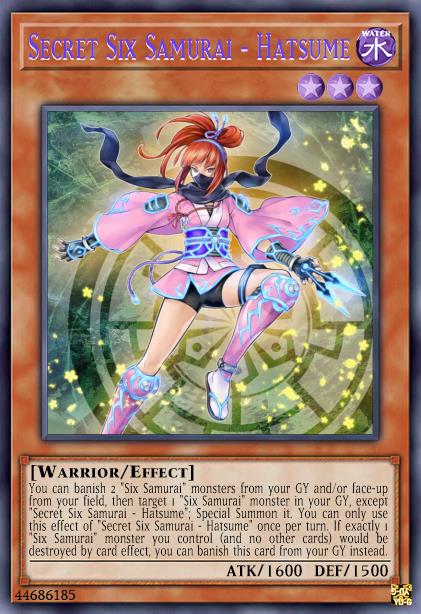 Secret Six Samurai - Hatsume
WATER
水
[Warrior/Effect]
You can banish 2 "Six Samurai" monsters from your GY and/or face-up
from your field, then target 1 "Six Samurai" monster in your GY, except
"Secret Six Samurai - Hatsume"; Special Summon it. You can only use
this effect of "Secret Six Samurai - Hatsume" once per turn. If exactly 1
"Six Samurai" monster you control (and no other cards) would be
destroyed by card effect, you can banish this card from your GY instead.
ATK/1600 DEF/1500
44686185